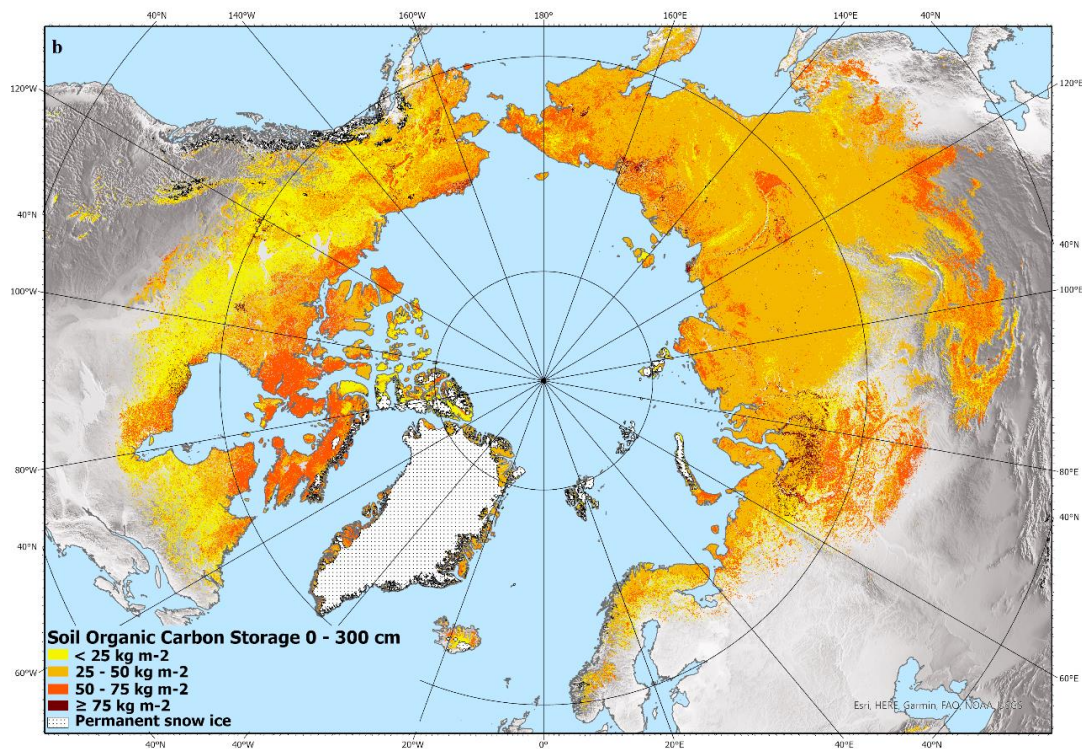 40°N 140°W 160°W 180° 160°E 140°E 40°N
b
120°W
120°E
40°N
40°N
100°W
100°E
80°W
80°E
40°N
40°N
Soil Organic Carbon Storage 0 - 300 cm
< 25 kg m-2
25 - 50 kg m-2
60°W
50 - 75 kg m-2
60°E
≥ 75 kg m-2
Esri, HERE, Garmin, FAO, NOAA, USGS
Permanent snow ice
40°N 40°N 20°W 0° 20°E 40°N 40°N